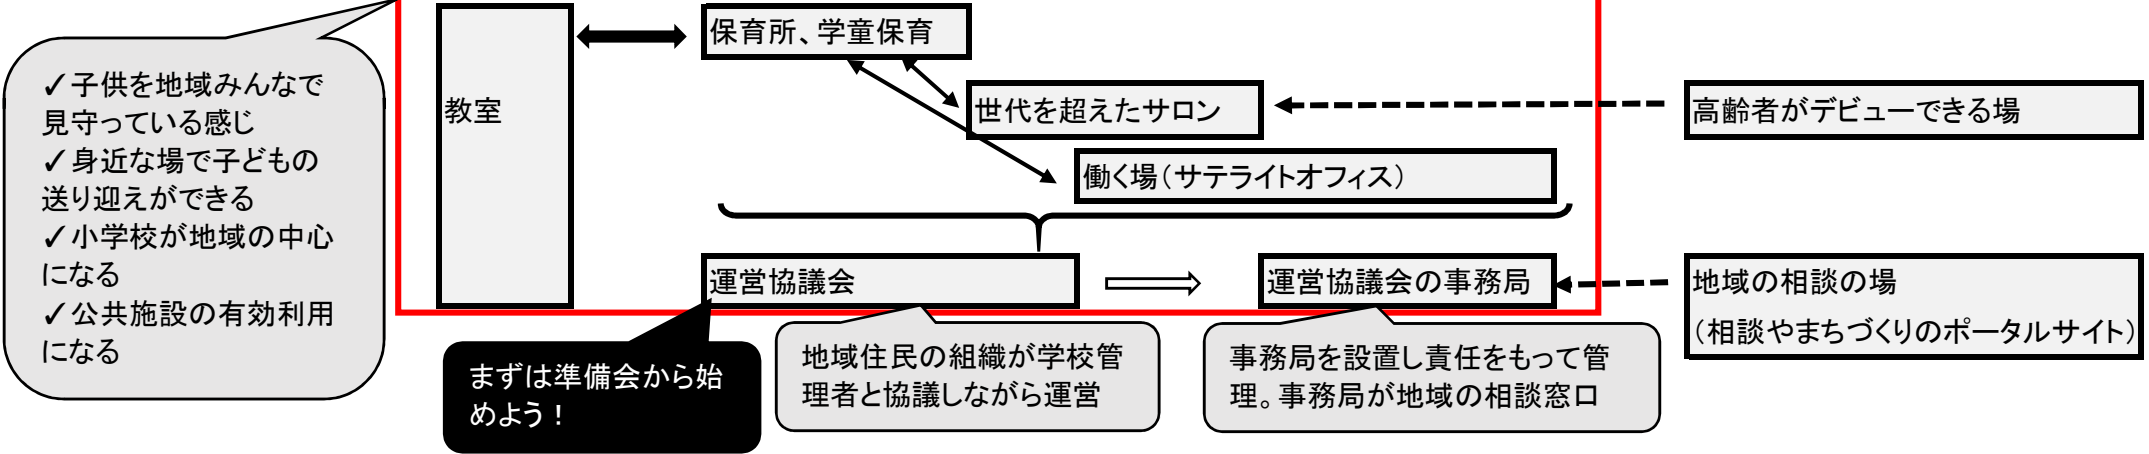 ✓子供を地域みんなで
見守っている感じ
✓身近な場で子どもの
送り迎えができる
✓小学校が地域の中心
になる
✓公共施設の有効利用
になる
教室
保育所、学童保育
世代を超えたサロン
働く場（サテライトオフィス）
高齢者がデビューできる場
運営協議会
運営協議会の事務局
地域の相談の場
（相談やまちづくりのポータルサイト）
まずは準備会から始
めよう！
地域住民の組織が学校管
理者と協議しながら運営
事務局を設置し責任をもって管
理。事務局が地域の相談窓口